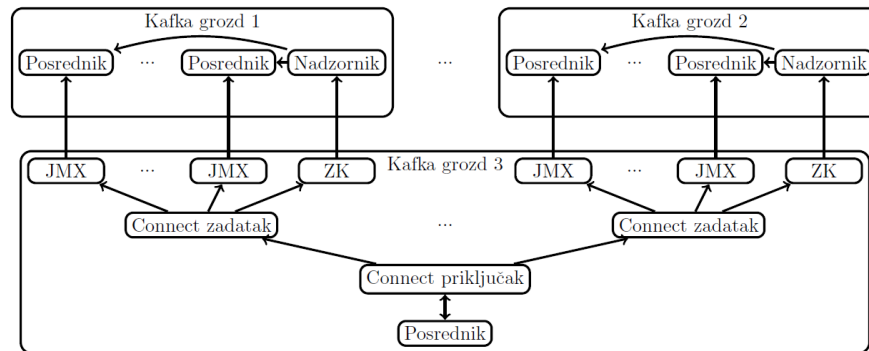 Kafka grozd 1
Kafka grozd 2
Posrednik ... Posrednik Nadzornik ... Posrednik ... Posrednik Nadzornik
Kafka grozd 3
JMX ... JMX ZK JMX ... JMX ZK
Connect zadatak ... Connect zadatak
Connect priključak
Posrednik